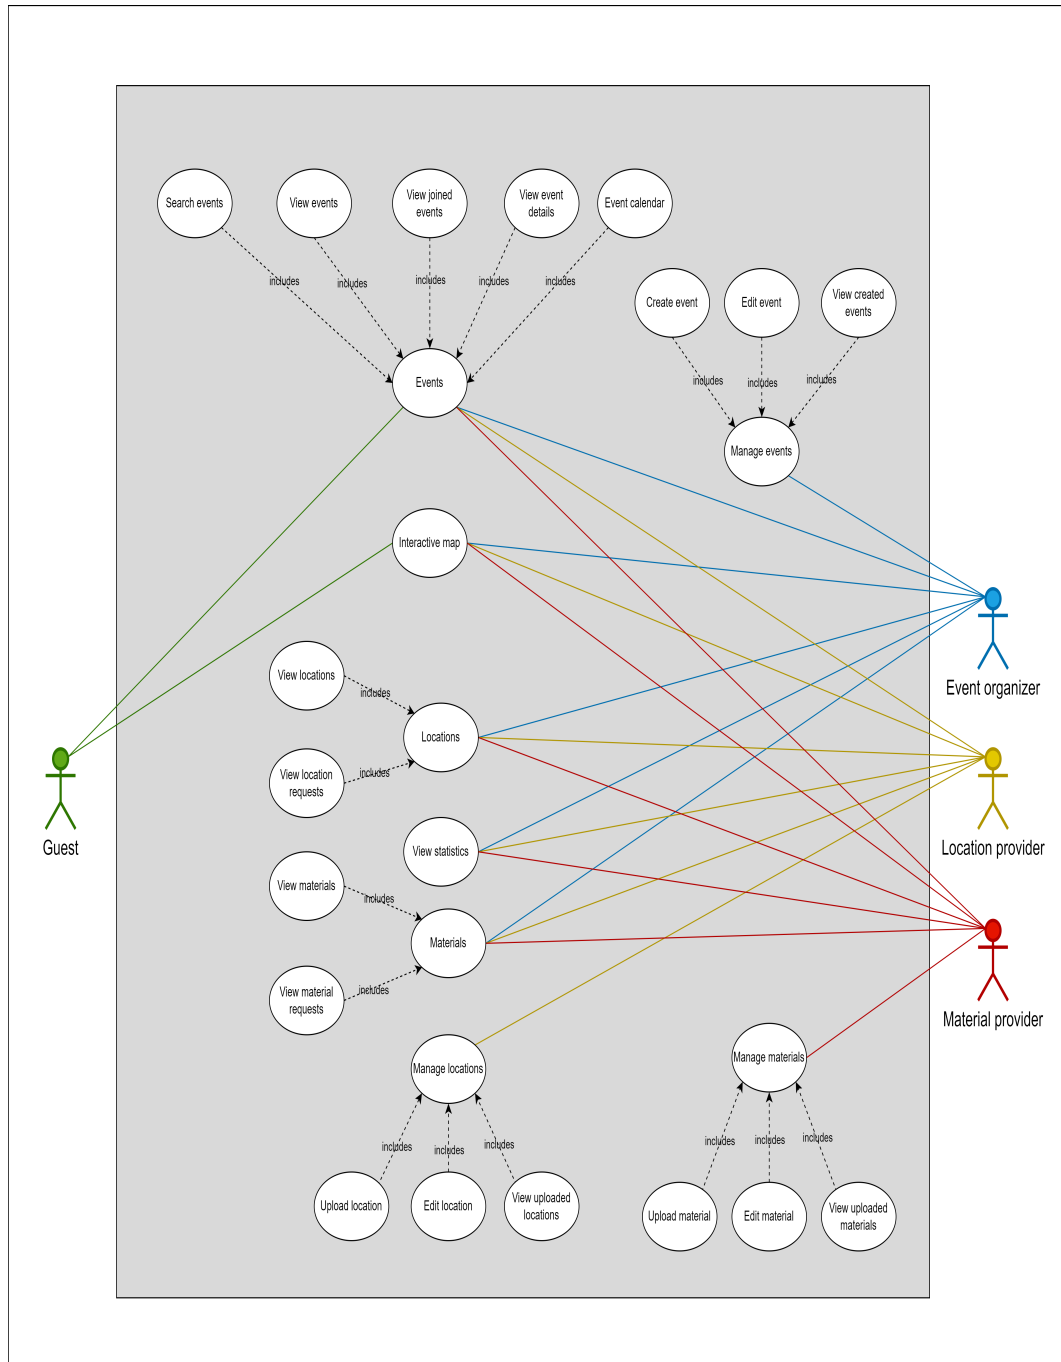 Search events
View events
View joined
events
View event
details
Event calendar
includes
includes
includes
includes
includes
Create event
Edit event
View created
events
Events
includes
includes
includes
Manage events
Interactive map
View locations
includes
Locations
View location
requests
includes
View statistics
View materials
includes
Materials
View material
requests
includes
Manage locations
includes
includes
includes
Upload location
Edit location
View uploaded
locations
Manage materials
includes
includes
includes
Upload material
Edit material
View uploaded
materials
Guest
Event organizer
Location provider
Material provider